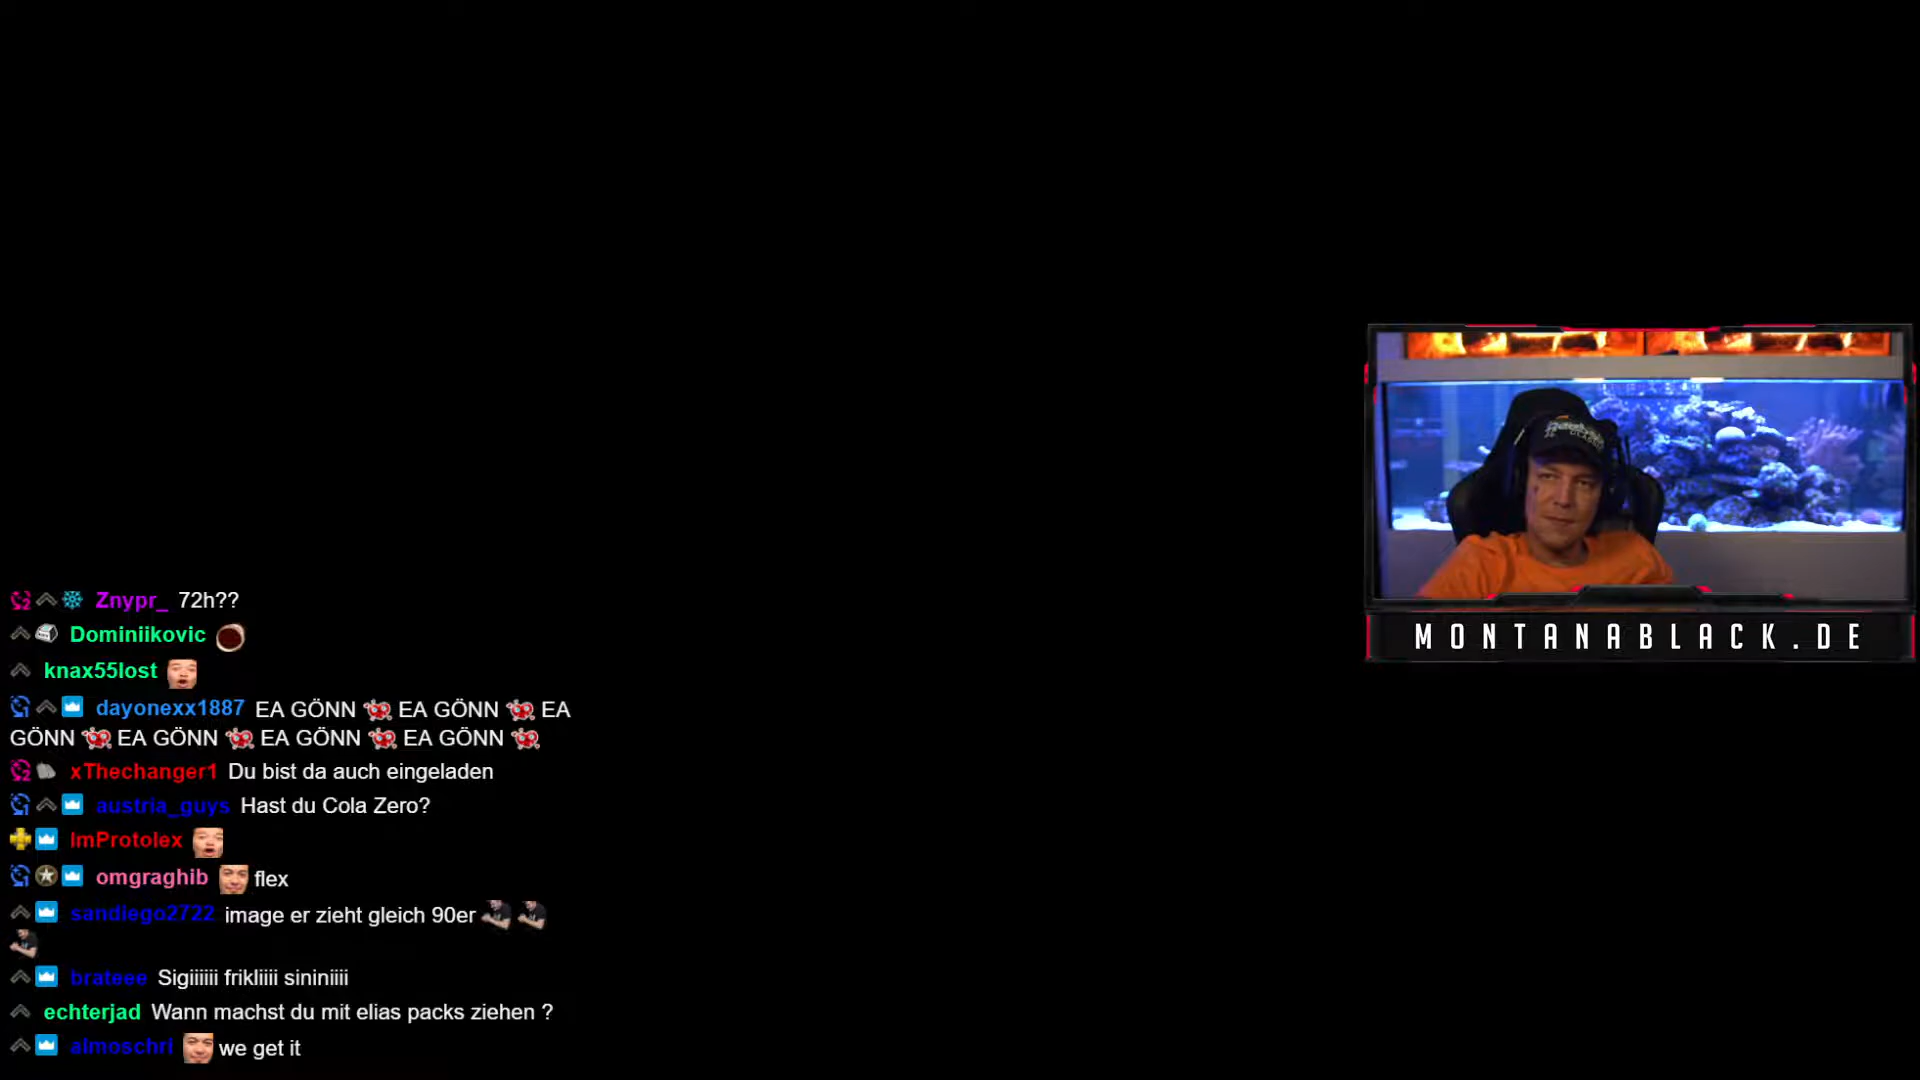 Znypr_ 72h??
Dominiikovic
knax55lost
dayonexx1887 EA GÖNN EA GÖNN EA
GÖNN EA GÖNN EA GÖNN EA GÖNN
xThechanger1 Du bist da auch eingeladen
austria_guys Hast du Cola Zero?
ImProtolex
omgraghib flex
sandiego2722 image er zieht gleich 90er
brateee Sigiiiiii frikliiii sininiiii
echterjad Wann machst du mit elias packs ziehen ?
almoschri we get it
MONTANABLACK.DE